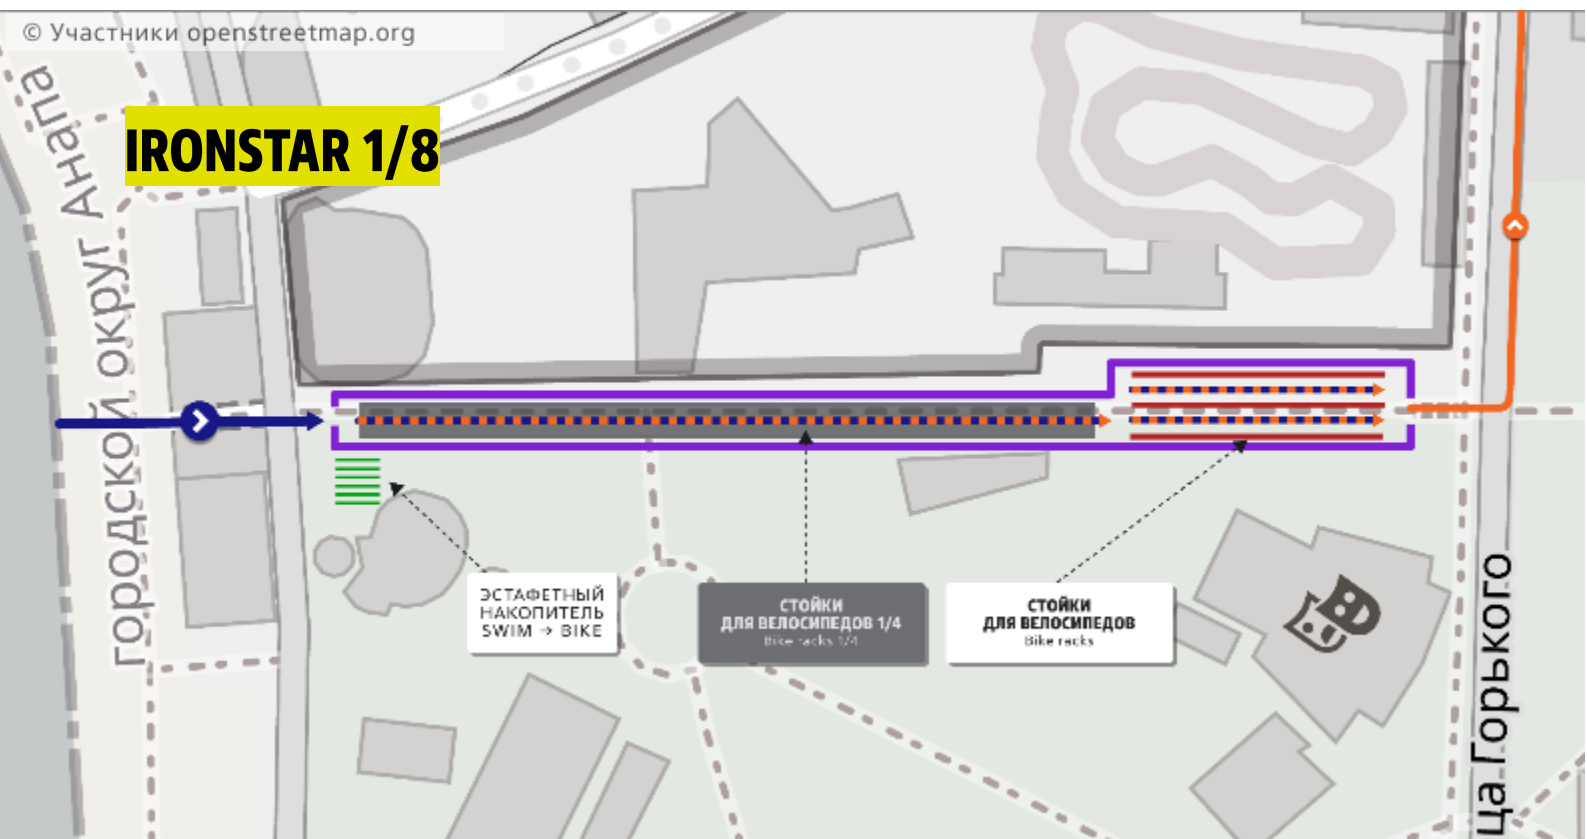 © Участники openstreetmap.org
городской округ Анапа
IRONSTAR 1/8
ЭСТАФЕТНЫЙ
НАКОПИТЕЛЬ
SWIM → BIKE
СТОЙКИ
ДЛЯ ВЕЛОСИПЕДОВ 1/4
Bike racks 1/4
СТОЙКИ
ДЛЯ ВЕЛОСИПЕДОВ
Bike racks
ца Горького